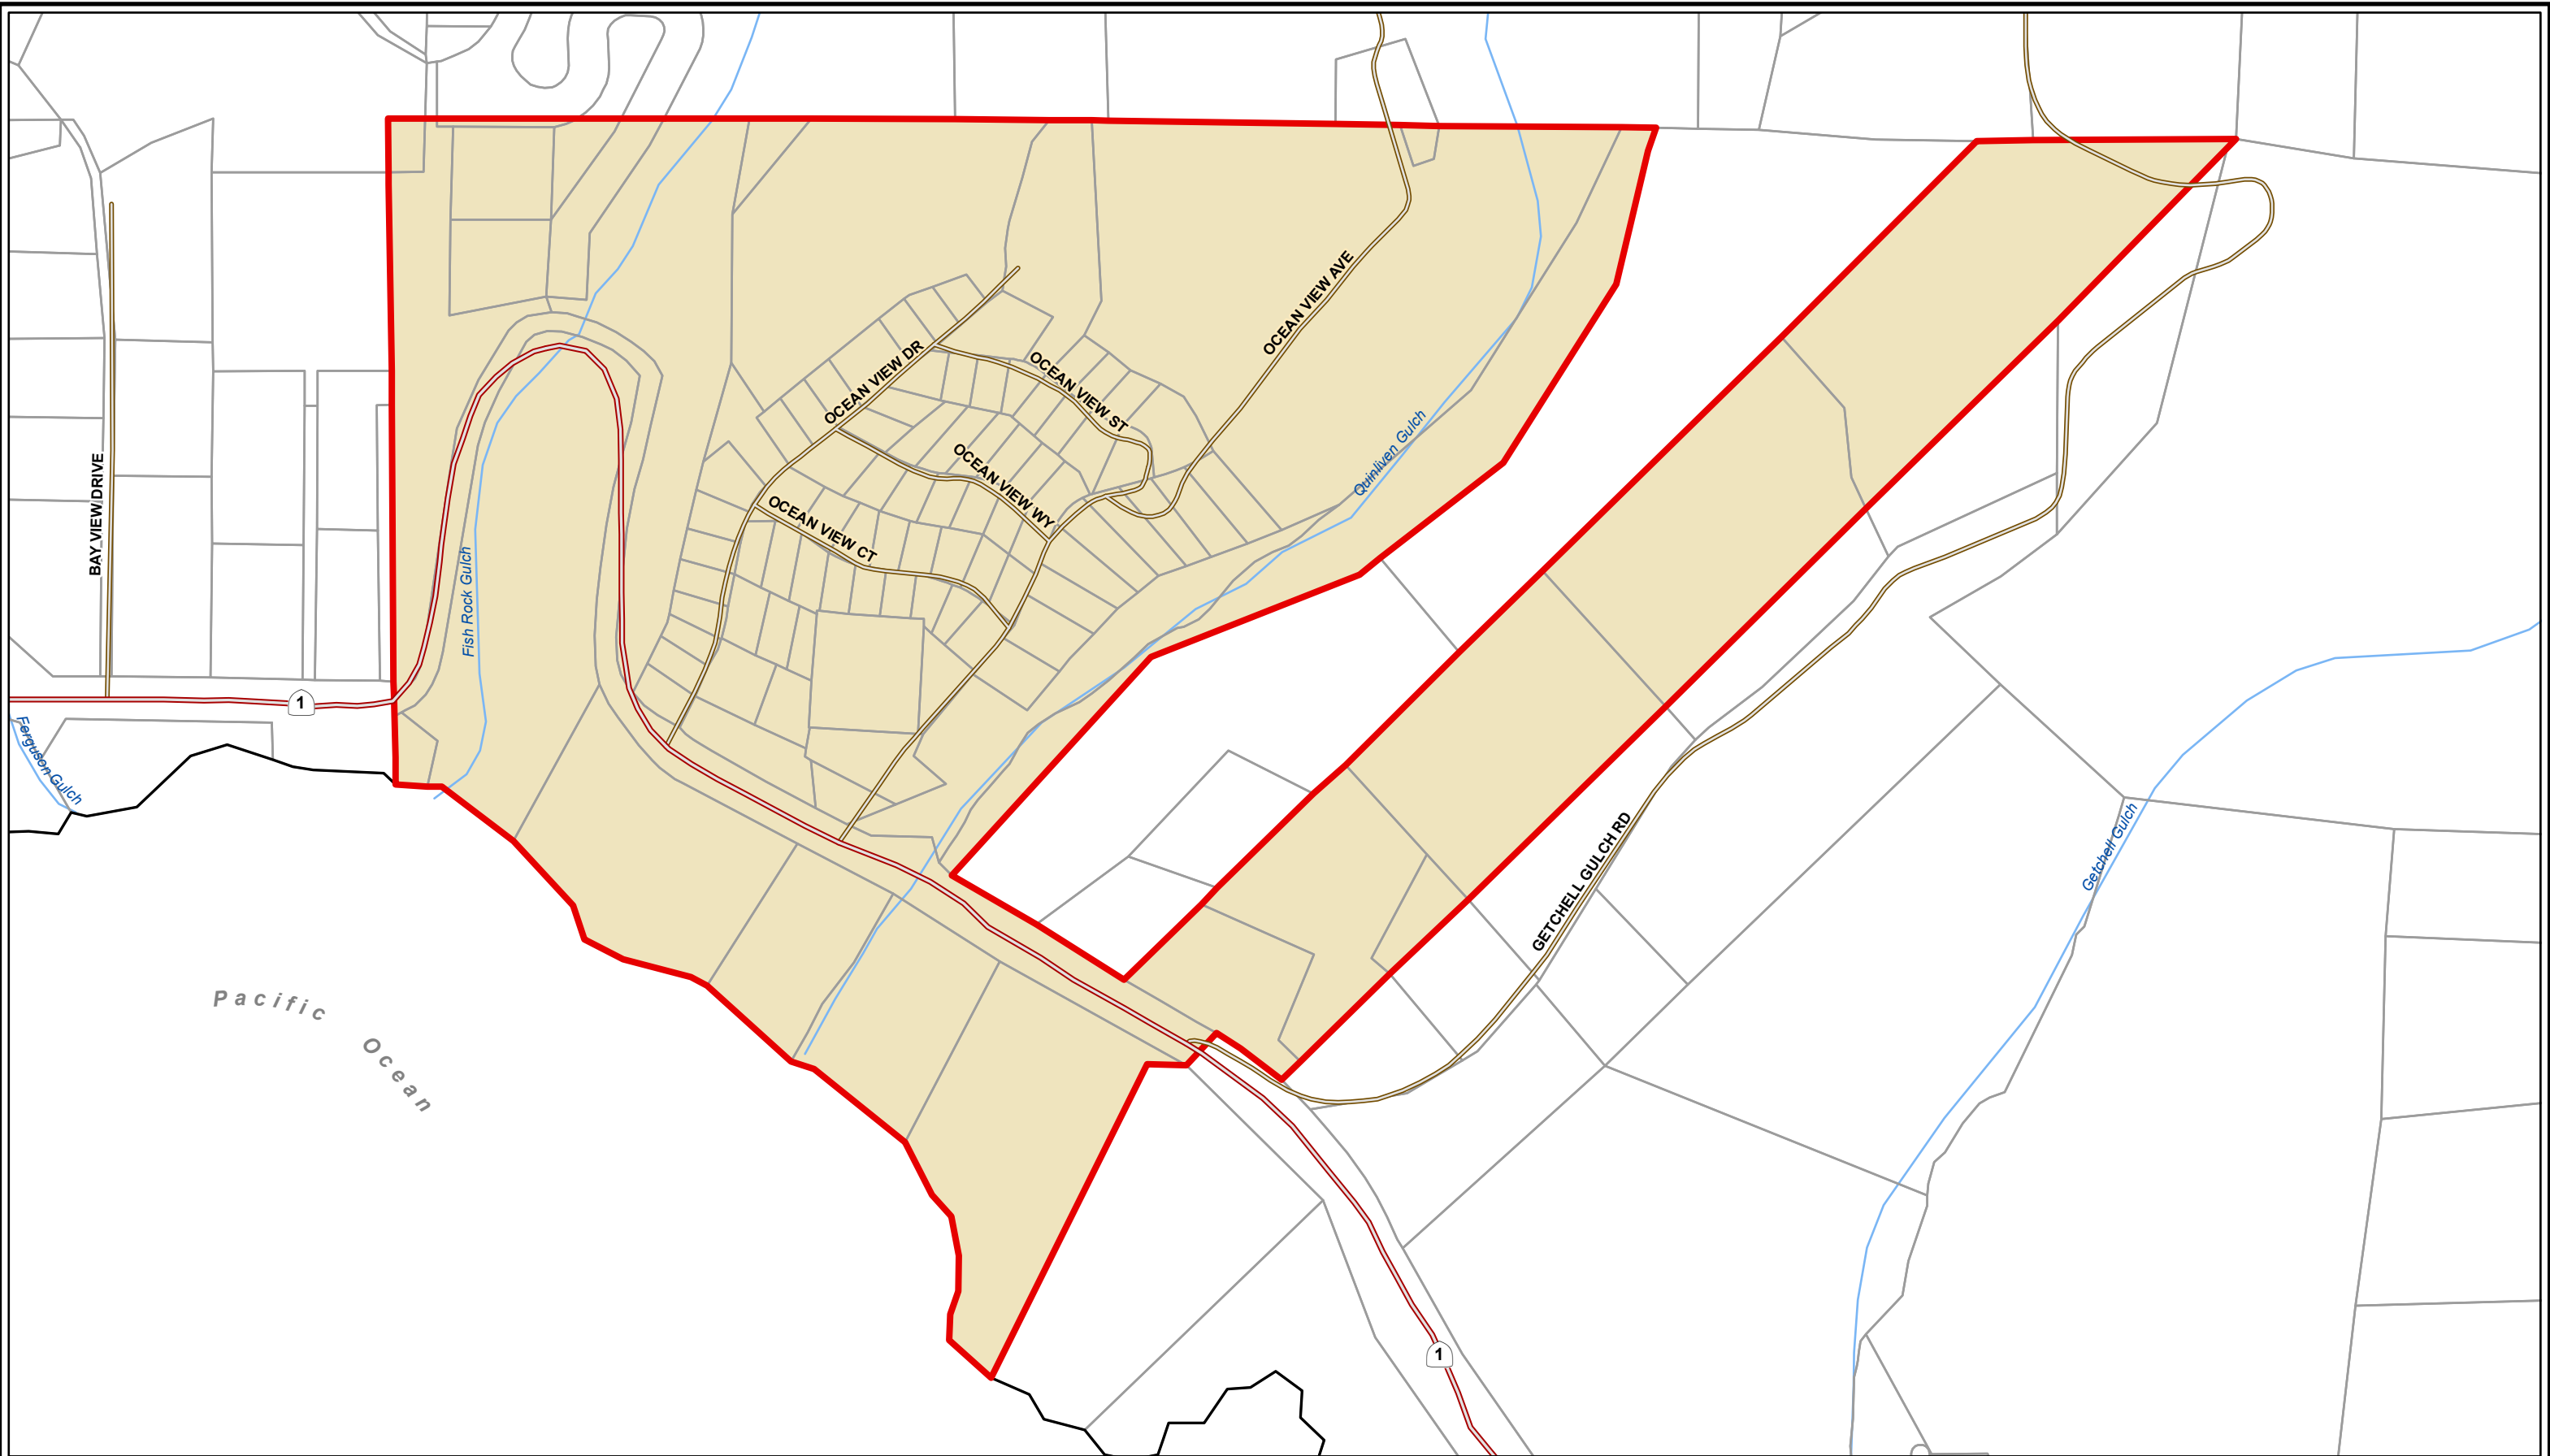 OCEAN VIEW AVE
OCEAN VIEW DR
OCEAN VIEW ST
OCEAN VIEW WY
OCEAN VIEW CT
Quinliven Gulch
BAY VIEW DRIVE
Fish Rock Gulch
1
Ferguson Gulch
GETCHELL GULCH RD
Getchell Gulch
Pacific
Ocean
1